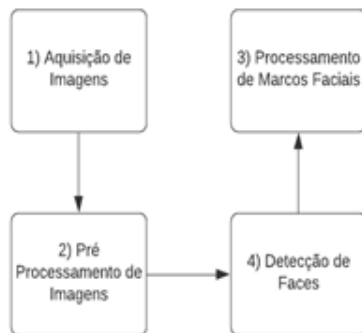 1) Aquisição de
Imagens
3) Processamento
de Marcos Faciais
2) Pré
Processamento de
Imagens
4) Detecção de
Faces